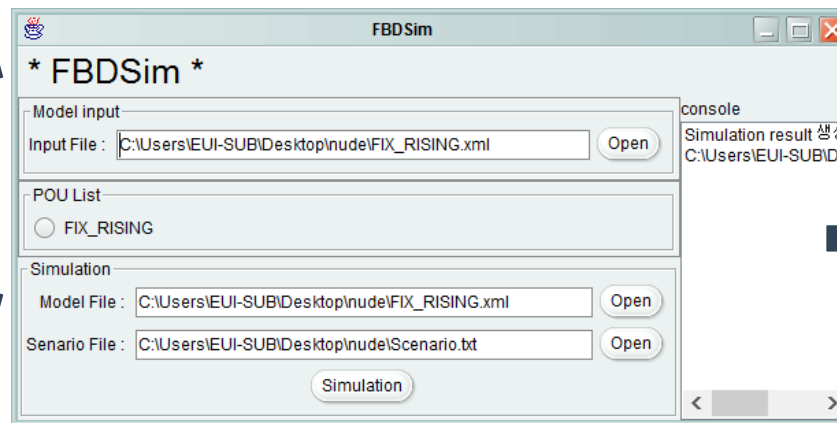 FBDSim
* FBDSim *
Model input
Input File : C:\Users\EUI-SUB\Desktop\nude\FIX_RISING.xml Open
POU List
FIX_RISING
Simulation
Model File : C:\Users\EUI-SUB\Desktop\nude\FIX_RISING.xml Open
Senario File : C:\Users\EUI-SUB\Desktop\nude\Scenario.txt Open
Simulation
console
Simulation result
C:\Users\EUI-SUB\D